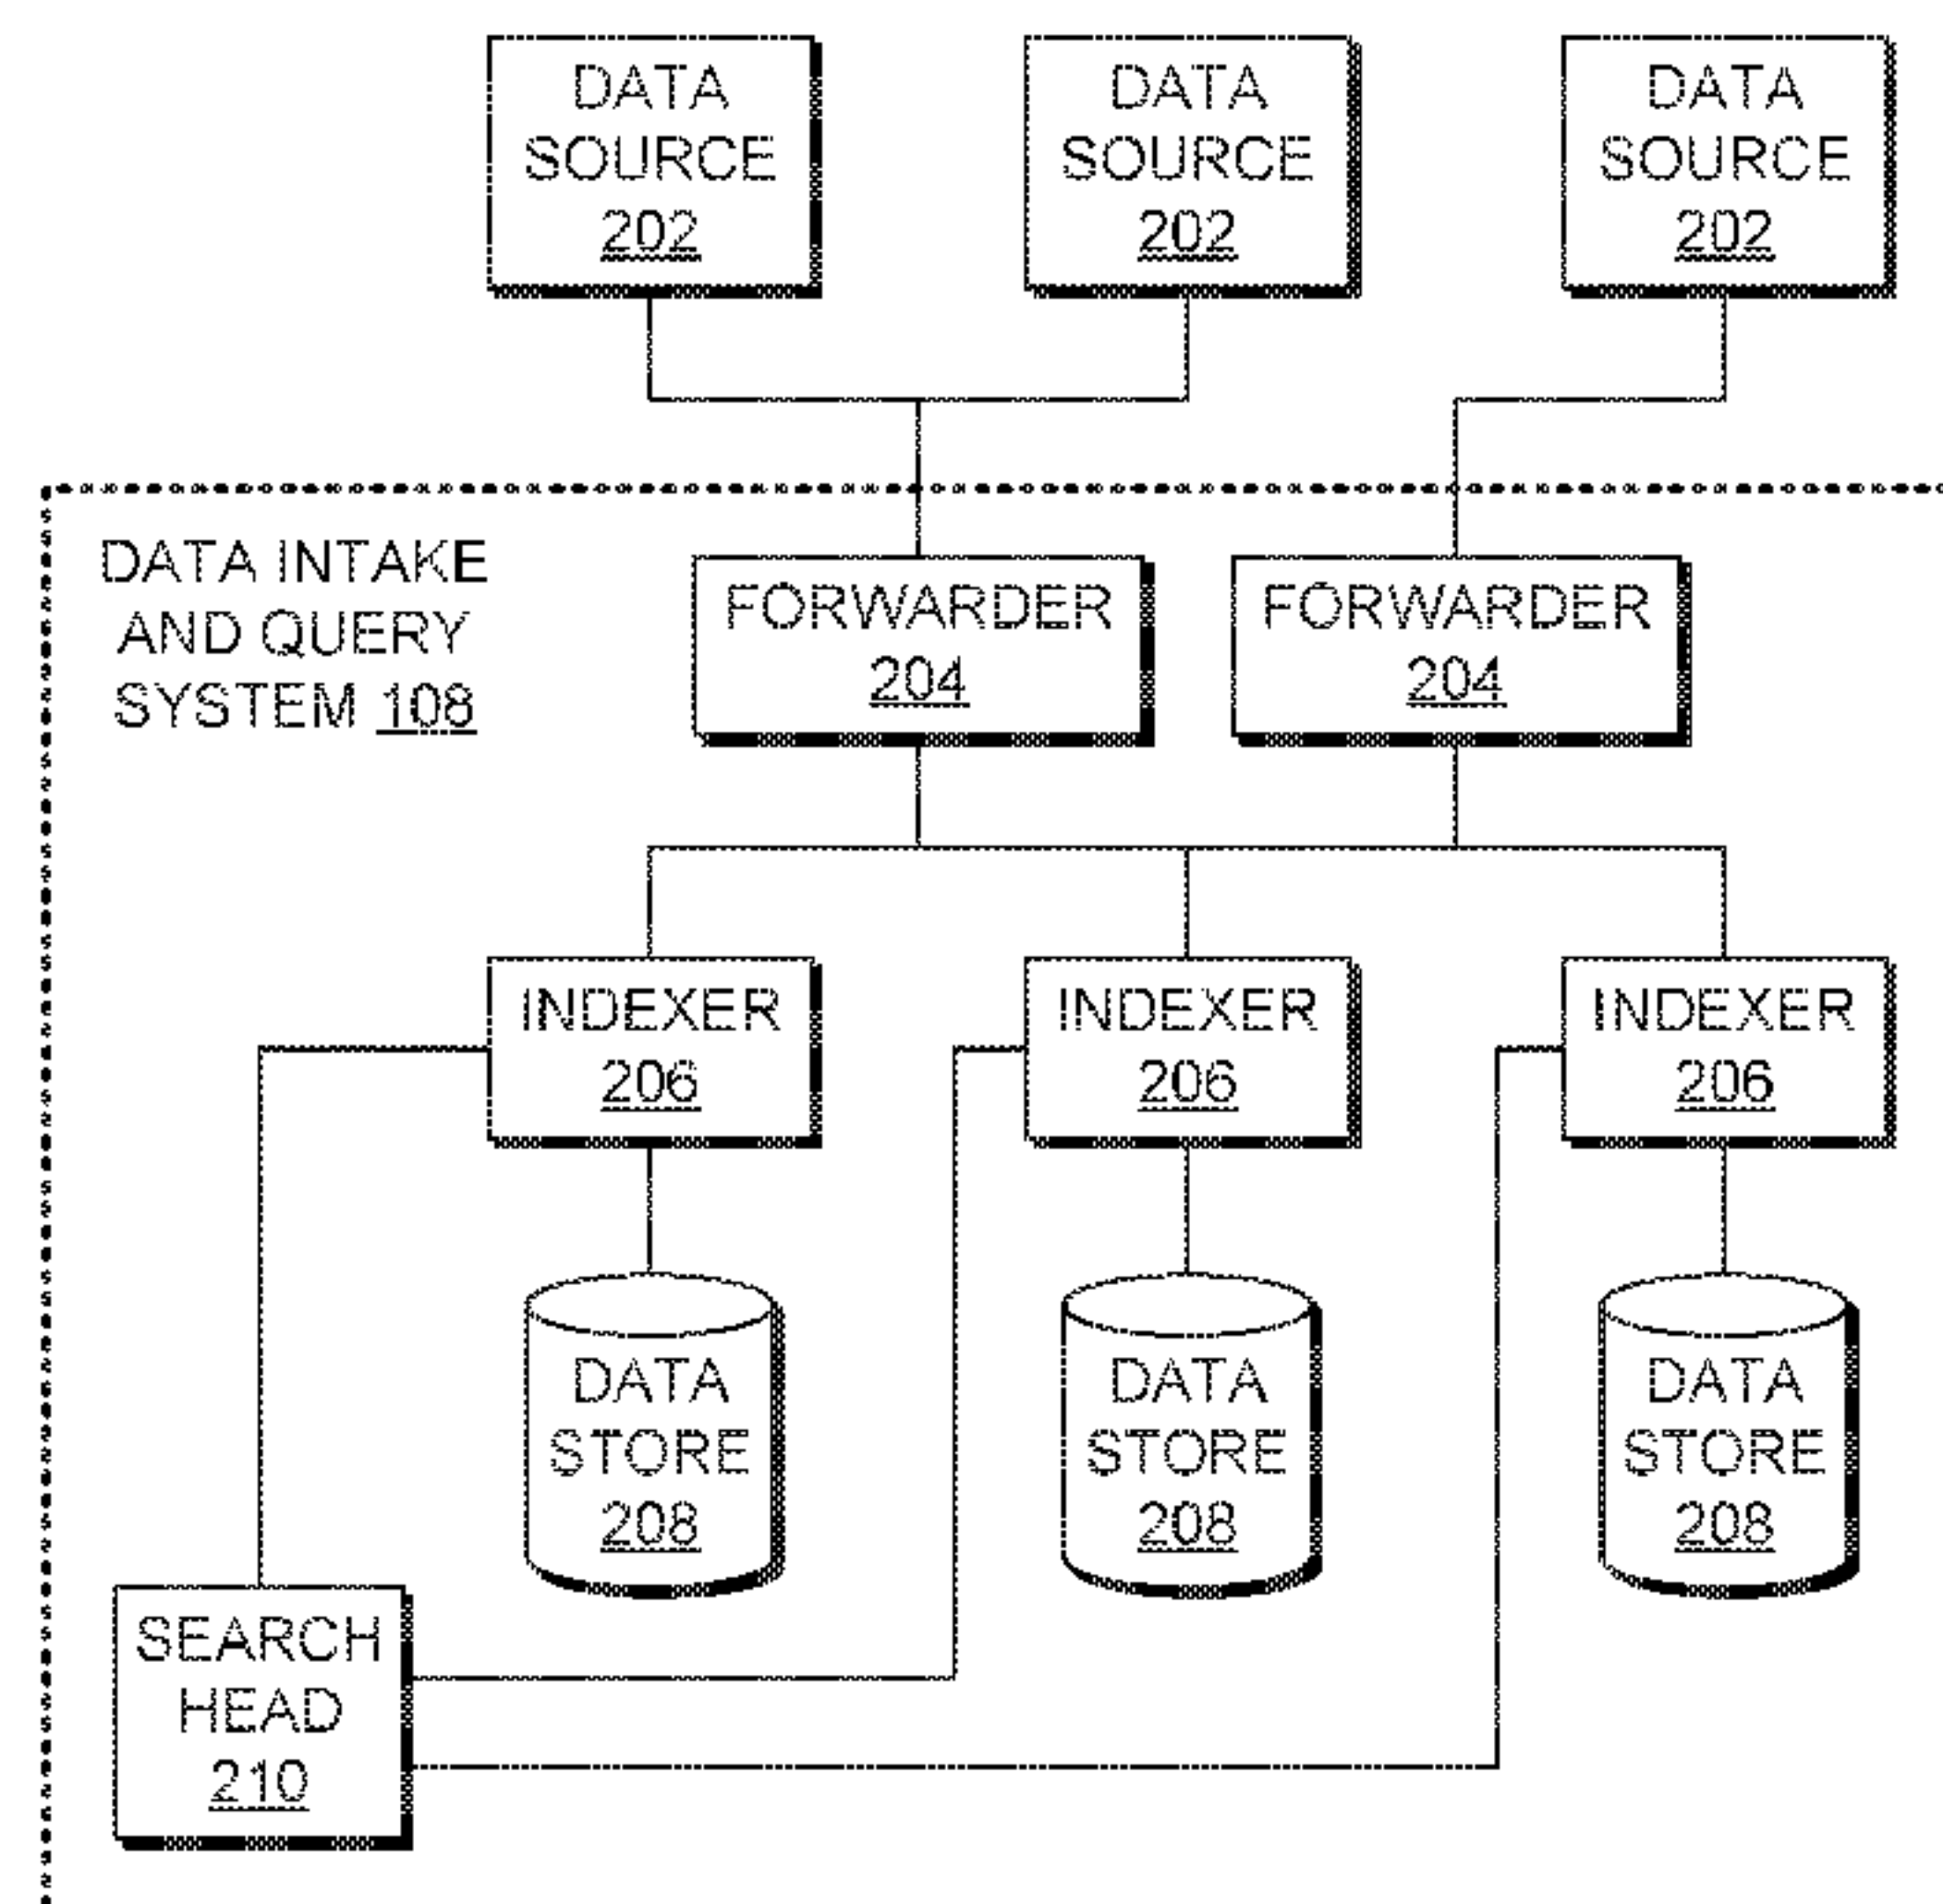 DATA
SOURCE
202
DATA
SOURCE
202
DATA
SOURCE
202
DATA INTAKE
AND QUERY
SYSTEM 108
FORWARDER
204
FORWARDER
204
INDEXER
206
INDEXER
206
INDEXER
206
DATA
STORE
208
DATA
STORE
208
DATA
STORE
208
SEARCH
HEAD
210